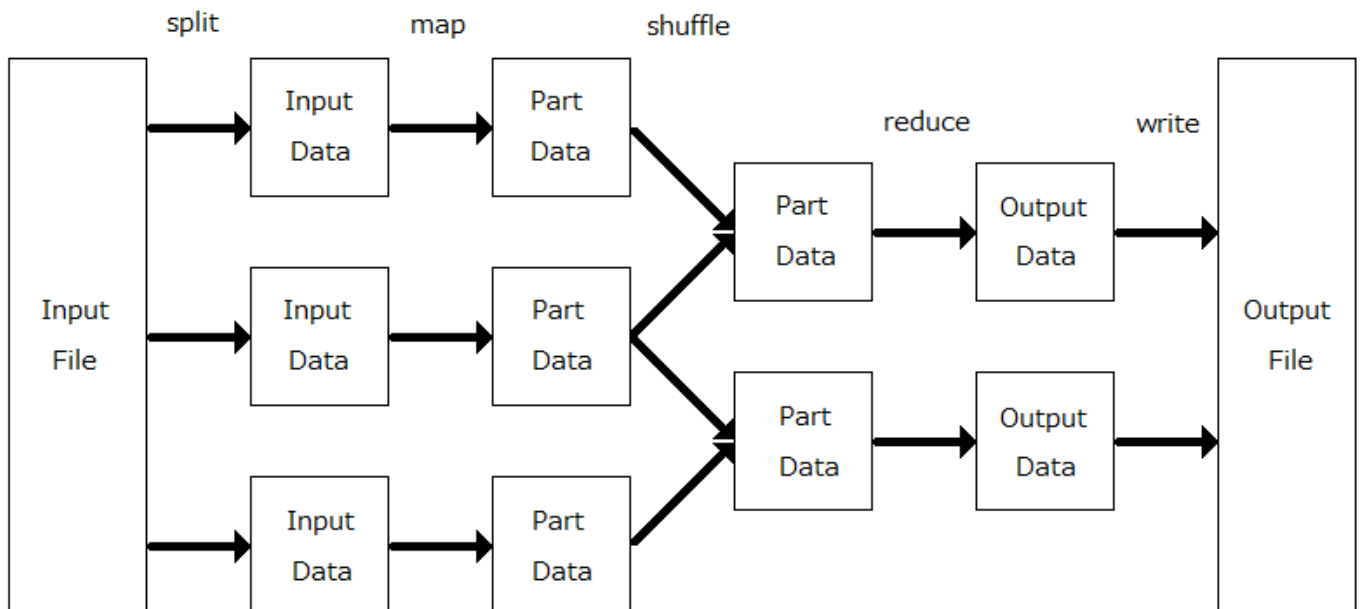 split
map
shuffle
reduce
write
Input
File
Input
Data
Part
Data
Input
Data
Part
Data
Input
Data
Part
Data
Part
Data
Output
Data
Part
Data
Output
Data
Output
File